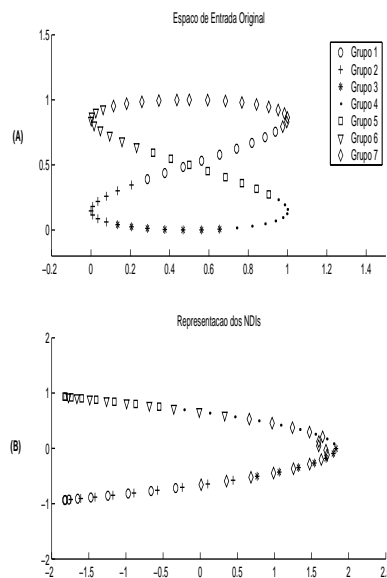 Espaco de Entrada Original
(A)
1.5
1
0.5
0
−0.2 0 0.2 0.4 0.6 0.8 1 1.2 1.4
Grupo 1
Grupo 2
Grupo 3
Grupo 4
Grupo 5
Grupo 6
Grupo 7
Representacao dos NDIs
(B)
2
1
0
−1
−2
−2 −1.5 −1 −0.5 0 0.5 1 1.5 2 2.5